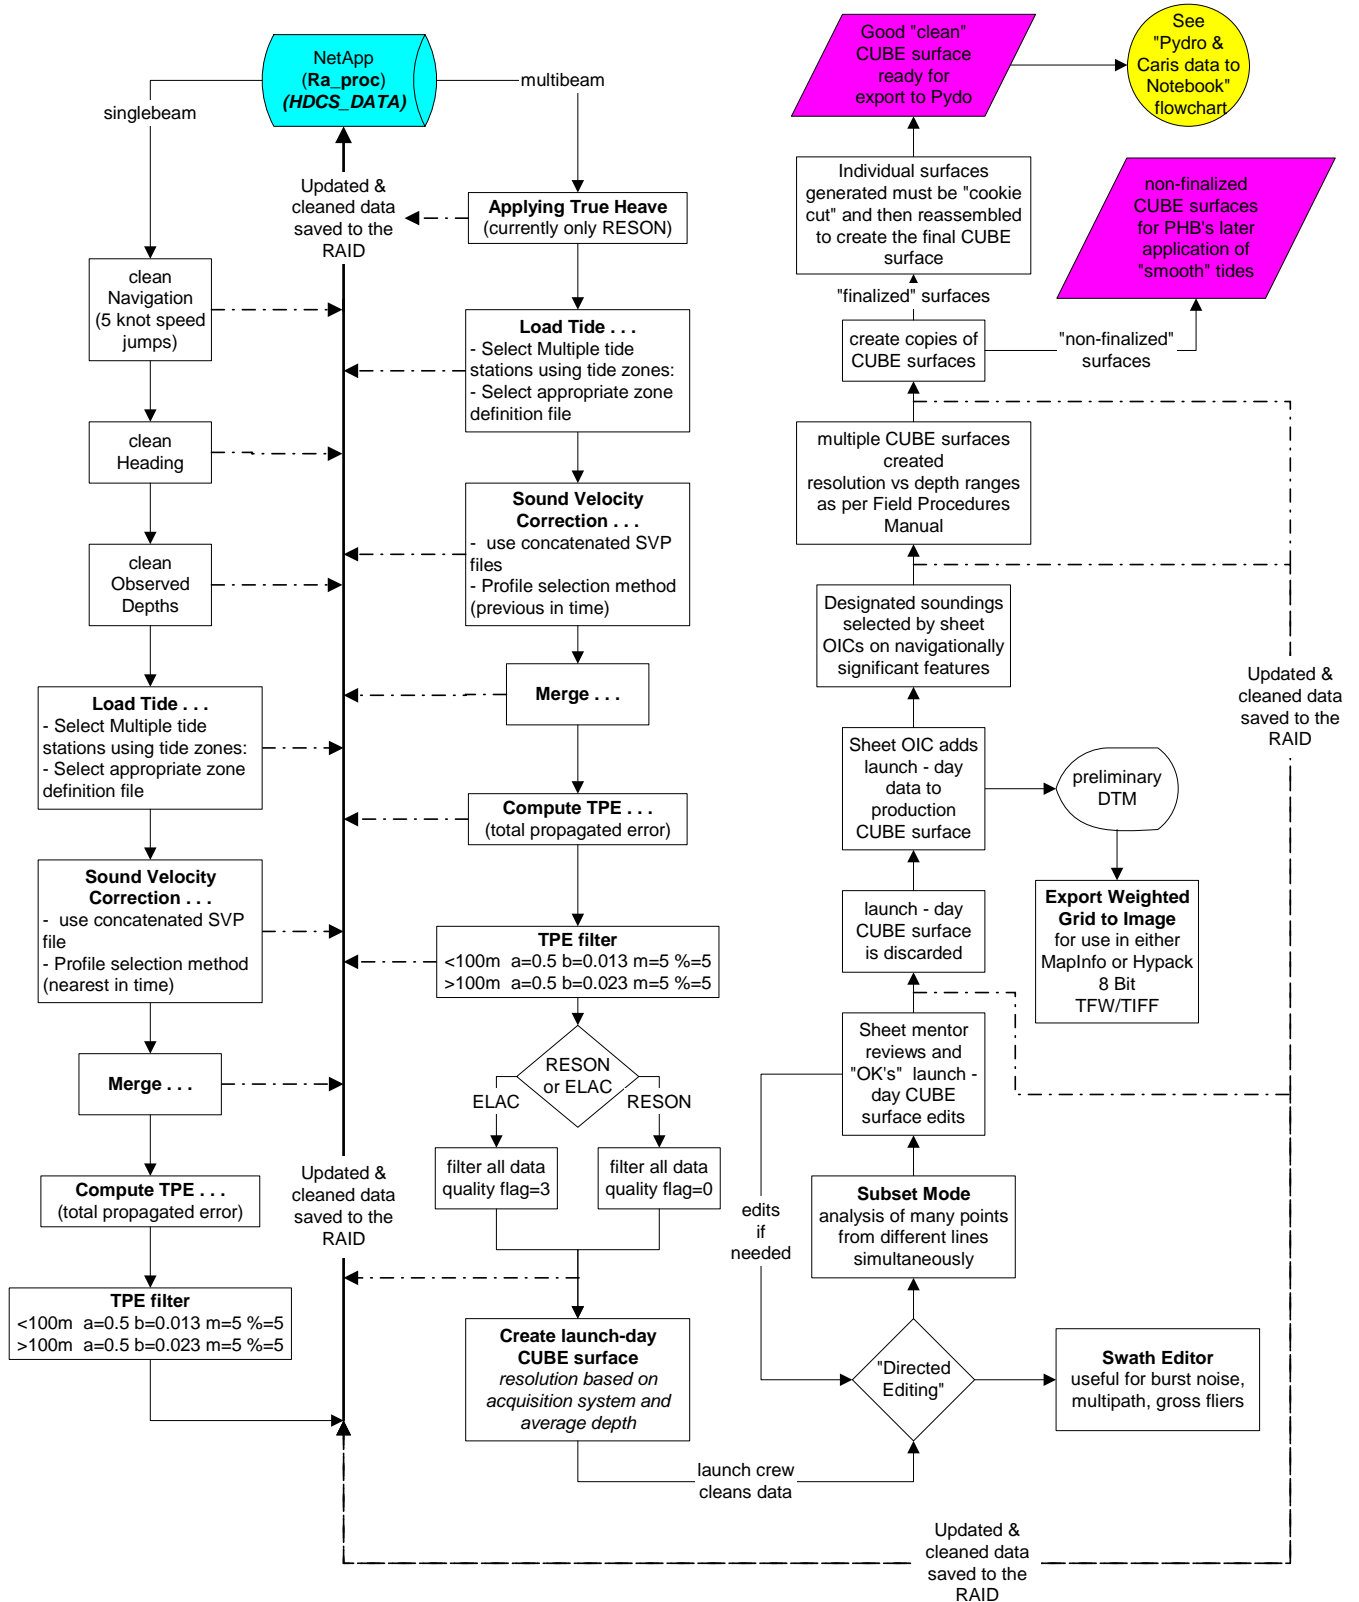 NetApp
(Ra_proc)
(HDCS_DATA)
singlebeam
multibeam
Updated &
cleaned data
saved to the
RAID
clean
Navigation
(5 knot speed
jumps)
clean
Heading
clean
Observed
Depths
Load Tide . . .
- Select Multiple tide
stations using tide zones:
- Select appropriate zone
definition file
Sound Velocity
Correction . . .
- use concatenated SVP
file
- Profile selection method
(nearest in time)
Merge . . .
Compute TPE . . .
(total propagated error)
TPE filter
<100m a=0.5 b=0.013 m=5 %=5
>100m a=0.5 b=0.023 m=5 %=5
Applying True Heave
(currently only RESON)
Load Tide . . .
- Select Multiple tide
stations using tide zones:
- Select appropriate zone
definition file
Sound Velocity
Correction . . .
- use concatenated SVP
files
- Profile selection method
(previous in time)
Merge . . .
Compute TPE . . .
(total propagated error)
TPE filter
<100m a=0.5 b=0.013 m=5 %=5
>100m a=0.5 b=0.023 m=5 %=5
RESON
or ELAC
ELAC
RESON
filter all data
quality flag=3
filter all data
quality flag=0
Updated &
cleaned data
saved to the
RAID
Create launch-day
CUBE surface
resolution based on
acquisition system and
average depth
launch crew
cleans data
"Directed
Editing"
Swath Editor
useful for burst noise,
multipath, gross fliers
Subset Mode
analysis of many points
from different lines
simultaneously
edits
if
needed
Sheet mentor
reviews and
"OK's" launch -
day CUBE
surface edits
launch - day
CUBE surface
is discarded
Sheet OIC adds
launch - day
data to
production
CUBE surface
preliminary
DTM
Export Weighted
Grid to Image
for use in either
MapInfo or Hypack
8 Bit
TFW/TIFF
Designated soundings
selected by sheet
OICs on navigationally
significant features
multiple CUBE surfaces
created
resolution vs depth ranges
as per Field Procedures
Manual
create copies of
CUBE surfaces
"non-finalized"
surfaces
"finalized" surfaces
Individual surfaces
generated must be "cookie
cut" and then reassembled
to create the final CUBE
surface
non-finalized
CUBE surfaces
for PHB's later
application of
"smooth" tides
Good "clean"
CUBE surface
ready for
export to Pydo
See
"Pydro &
Caris data to
Notebook"
flowchart
Updated &
cleaned data
saved to the
RAID
Updated &
cleaned data
saved to the
RAID